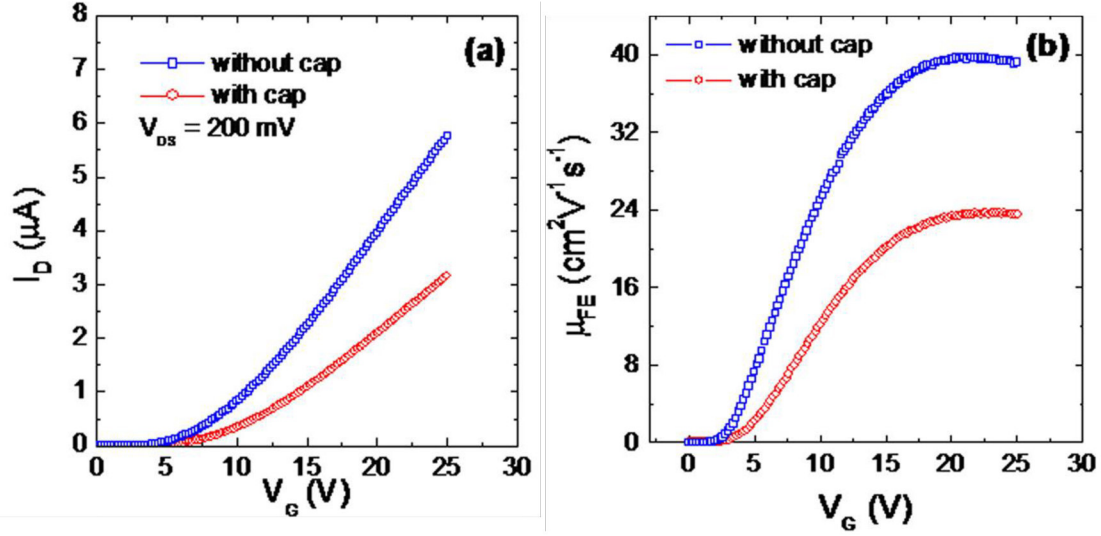 (a)
without cap
with cap
V_DS = 200 mV
8
7
6
5
4
3
2
1
0
I_D (μA)
0 5 10 15 20 25 30
V_G (V)
(b)
without cap
with cap
40
32
24
16
8
0
μ_FE (cm²V⁻¹s⁻¹)
0 5 10 15 20 25 30
V_G (V)